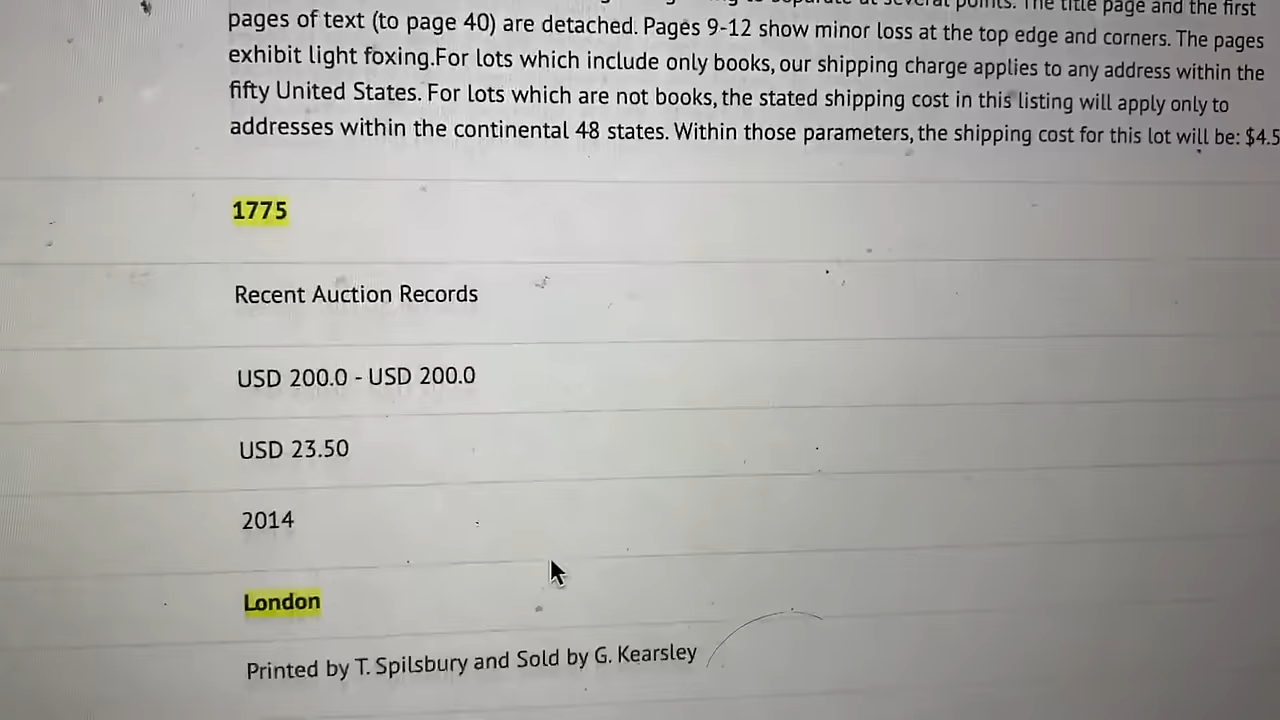 pages of text (to page 40) are detached. Pages 9-12 show minor loss at the top edge and corners. The pages
exhibit light foxing.For lots which include only books, our shipping charge applies to any address within the
fifty United States. For lots which are not books, the stated shipping cost in this listing will apply only to
addresses within the continental 48 states. Within those parameters, the shipping cost for this lot will be: $4.5
1775
Recent Auction Records
USD 200.0 - USD 200.0
USD 23.50
2014
London
Printed by T. Spilsbury and Sold by G. Kearsley